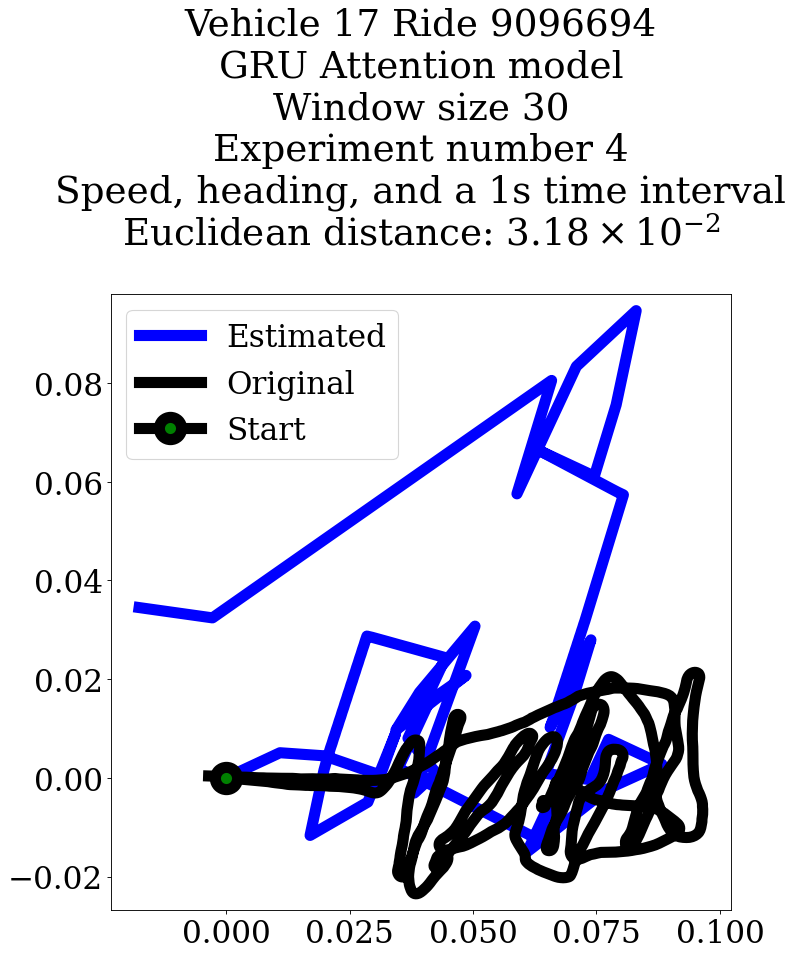 Vehicle 17 Ride 9096694
GRU Attention model
Window size 30
Experiment number 4
Speed, heading, and a 1s time interval
Euclidean distance: 3.18 × 10⁻²
Estimated
Original
Start
0.08
0.06
0.04
0.02
0.00
−0.02
0.000 0.025 0.050 0.075 0.100